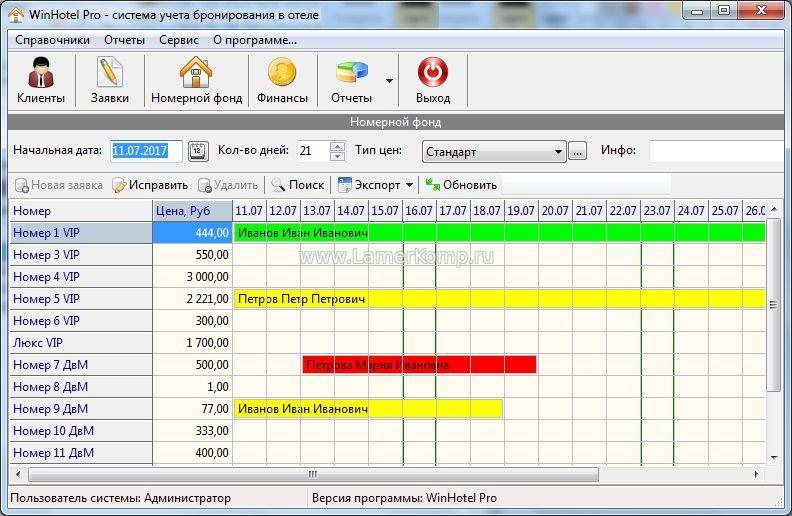 WinHotel Pro - система учета бронирования в отеле
Справочники Отчеты Сервис О программе...
Клиенты Заявки Номерной фонд Финансы Отчеты Выход
Номерной фонд
Начальная дата: 11.07.2017 12 Кол-во дней: 21 Тип цен: Стандарт ... Инфо:
Новая заявка Исправить Удалить Поиск Экспорт Обновить
Номер Цена, Руб 11.07 12.07 13.07 14.07 15.07 16.07 17.07 18.07 19.07 20.07 21.07 22.07 23.07 24.07 25.07 26.0
Номер 1 VIP 444,00 Иванов Иван Иванович
Номер 3 VIP 550,00
www.LamerKomp.ru
Номер 4 VIP 3 000,00
Номер 5 VIP 2 221,00 Петров Петр Петрович
Номер 6 VIP 300,00
Люкс VIP 1 700,00
Номер 7 ДвМ 500,00 Петрова Мария Ивановна
Номер 8 ДвМ 1,00
Номер 9 ДвМ 77,00 Иванов Иван Иванович
Номер 10 ДвМ 333,00
Номер 11 ДвМ 400,00
Пользователь системы: Администратор Версия программы: WinHotel Pro